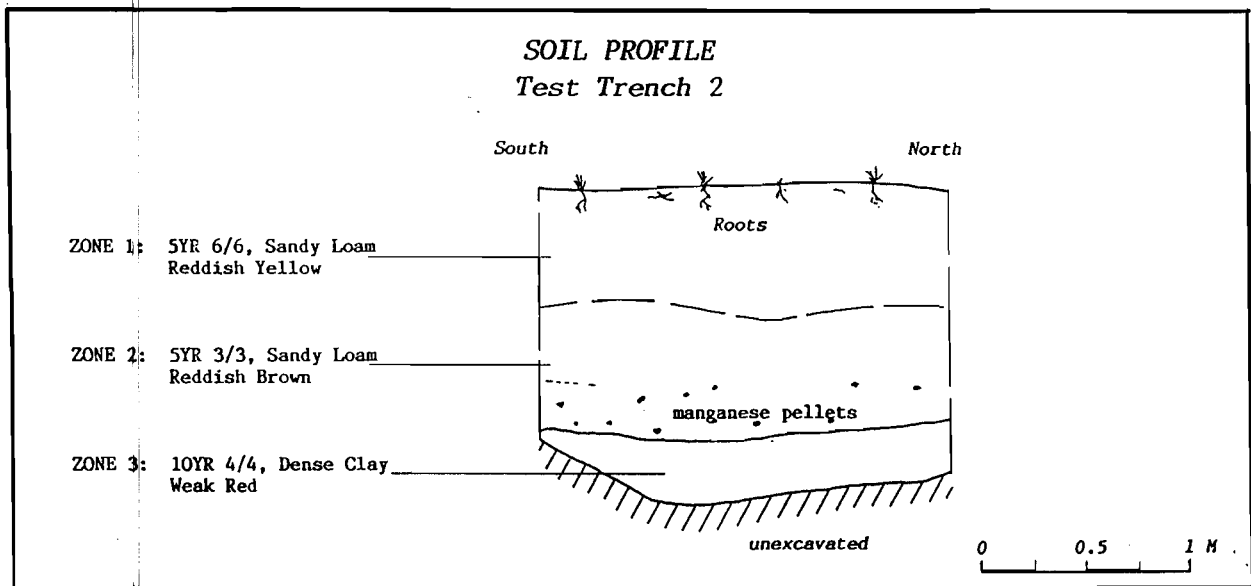 SOIL PROFILE
Test Trench 2
South
North
Roots
ZONE 1: 5YR 6/6, Sandy Loam
Reddish Yellow
ZONE 2: 5YR 3/3, Sandy Loam
Reddish Brown
manganese pellets
ZONE 3: 10YR 4/4, Dense Clay
Weak Red
unexcavated
0 0.5 1 M